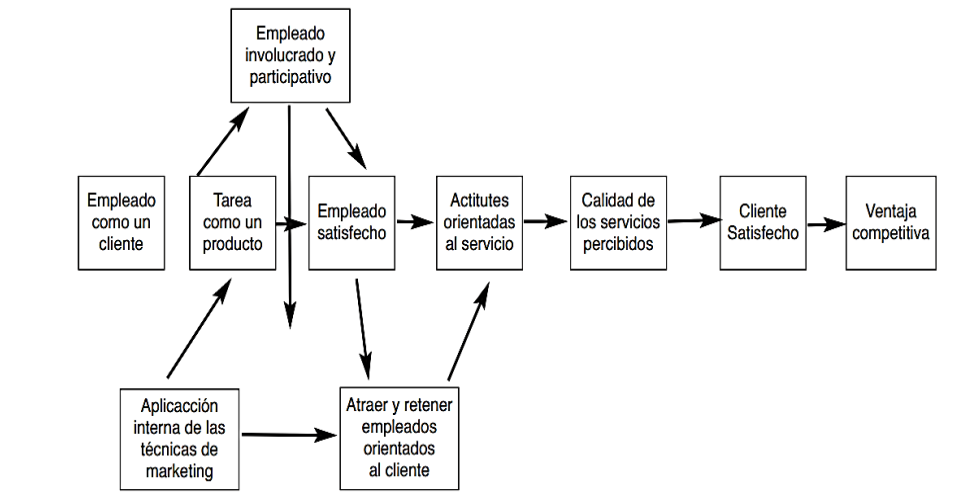 Empleado
involucrado y
participativo
Empleado
como un
cliente
Tarea
como un
producto
Empleado
satisfecho
Actitutes
orientadas
al servicio
Calidad de
los servicios
percibidos
Cliente
Satisfecho
Ventaja
competitiva
Aplicacción
interna de las
técnicas de
marketing
Atraer y retener
empleados
orientados
al cliente